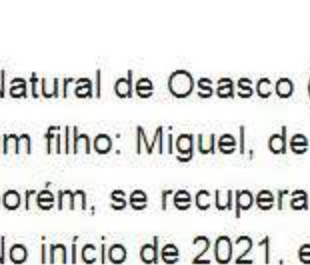 Natural de Osasco (
m filho: Miguel, de
orém, se recupera
No início de 2021, e